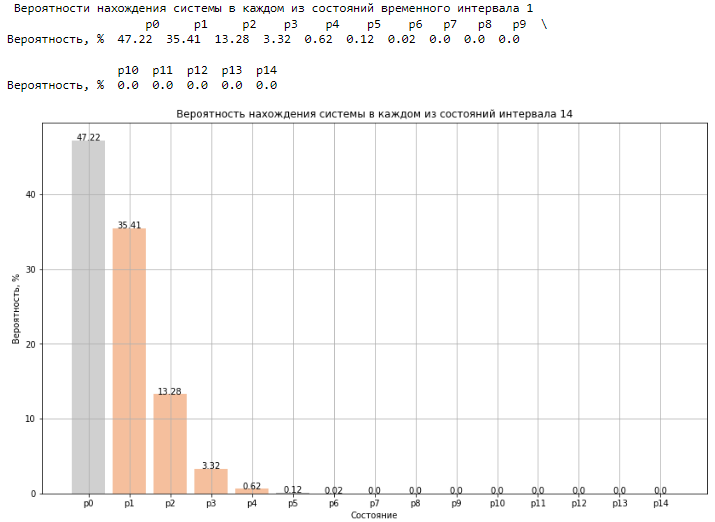 Вероятности нахождения системы в каждом из состояний временного интервала 1
p0 p1 p2 p3 p4 p5 p6 p7 p8 p9 \
Вероятность, % 47.22 35.41 13.28 3.32 0.62 0.12 0.02 0.0 0.0 0.0
p10 p11 p12 p13 p14
Вероятность, % 0.0 0.0 0.0 0.0 0.0
Вероятность нахождения системы в каждом из состояний интервала 14
47.22
35.41
13.28
3.32
0.62
0.12
0.02
0.0
0.0
0.0
0.0
0.0
0.0
0.0
0.0
40
30
20
10
0
Вероятность, %
p0 p1 p2 p3 p4 p5 p6 p7 p8 p9 p10 p11 p12 p13 p14
Состояние